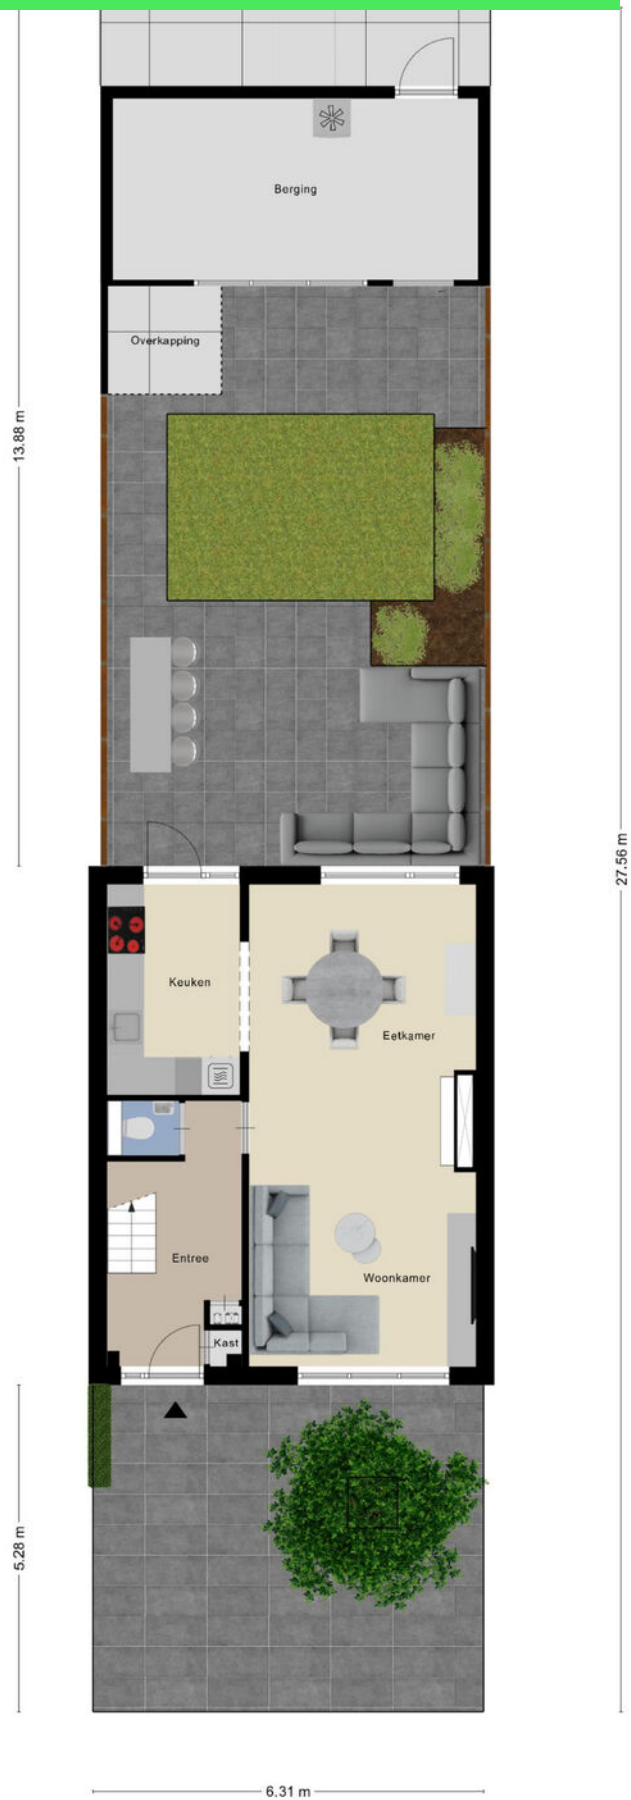 Berging
Overkapping
13.88 m
27.56 m
Keuken
Eetkamer
Entree
Woonkamer
Kast
5.28 m
6.31 m